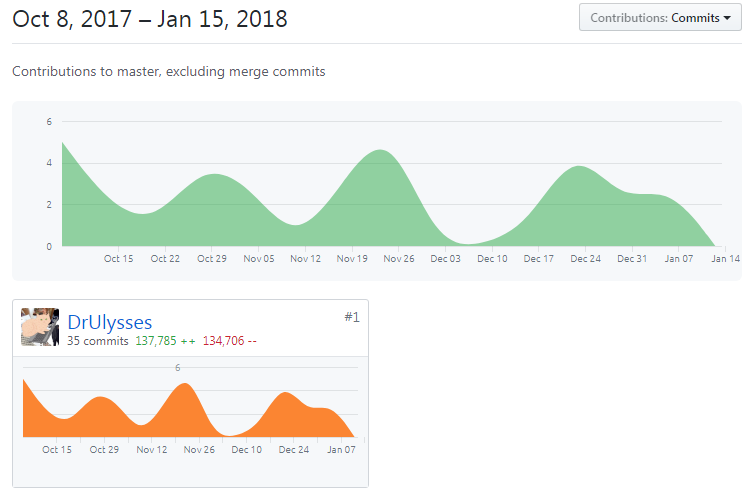 Oct 8, 2017 – Jan 15, 2018
Contributions: Commits
Contributions to master, excluding merge commits
6
4
2
0
Oct 15 Oct 22 Oct 29 Nov 05 Nov 12 Nov 19 Nov 26 Dec 03 Dec 10 Dec 17 Dec 24 Dec 31 Jan 07 Jan 14
DrUlysses #1
35 commits 137,785 ++ 134,706 --
6
Oct 15 Oct 29 Nov 12 Nov 26 Dec 10 Dec 24 Jan 07